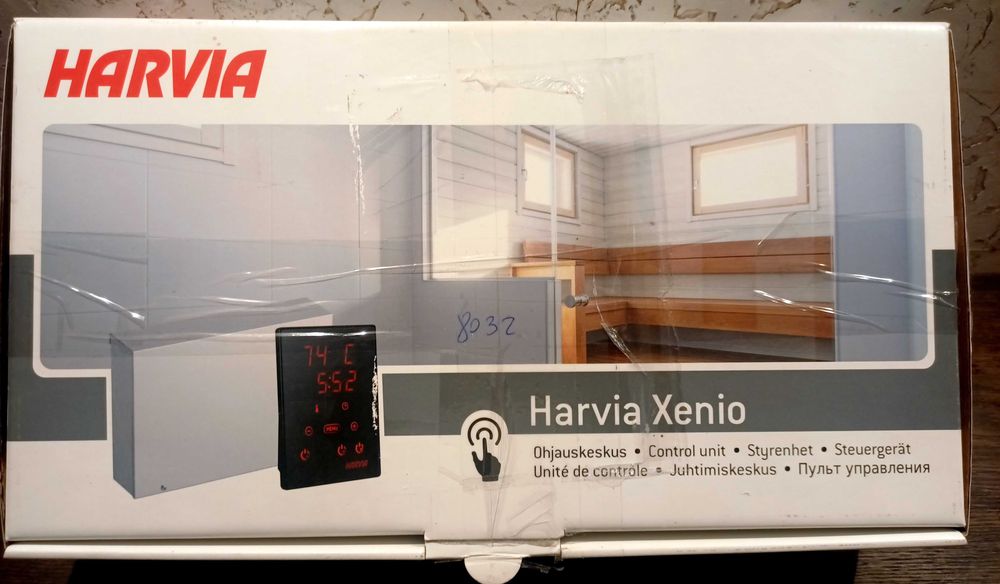 HARVIA
8032
74 C
5:52
MENU
HARVIA
Harvia Xenio
Ohjauskeskus • Control unit • Styrenhet • Steuergerät
Unité de contrôle • Juhtimiskeskus • Пульт управления